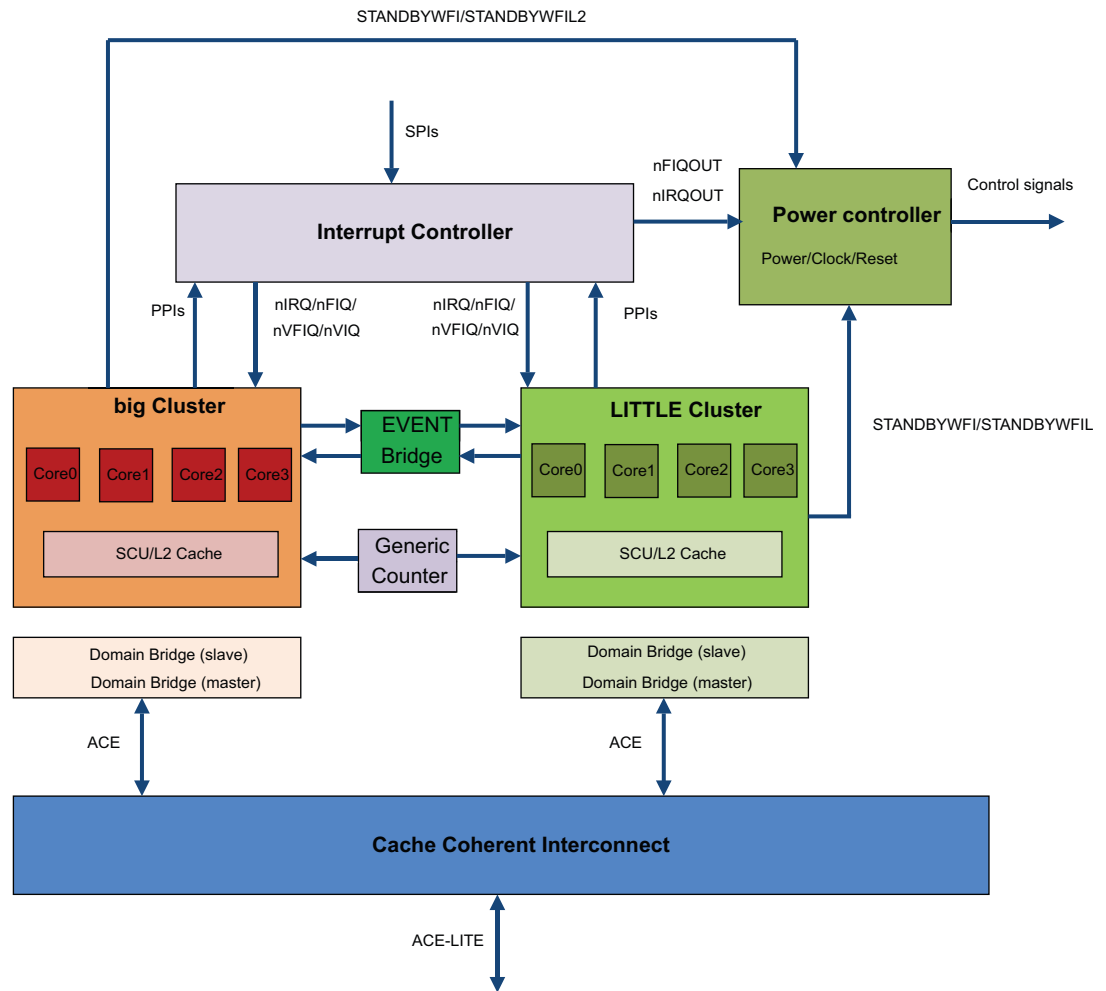 STANDBYWFI/STANDBYWFIL2
SPIs
nFIQOUT
nIRQOUT
Control signals
Interrupt Controller
Power controller
Power/Clock/Reset
PPIs
nIRQ/nFIQ/
nVFIQ/nVIQ
nIRQ/nFIQ/
nVFIQ/nVIQ
PPIs
big Cluster
EVENT
Bridge
LITTLE Cluster
STANDBYWFI/STANDBYWFIL
Core0
Core1
Core2
Core3
Core0
Core1
Core2
Core3
SCU/L2 Cache
Generic
Counter
SCU/L2 Cache
Domain Bridge (slave)
Domain Bridge (master)
Domain Bridge (slave)
Domain Bridge (master)
ACE
ACE
Cache Coherent Interconnect
ACE-LITE